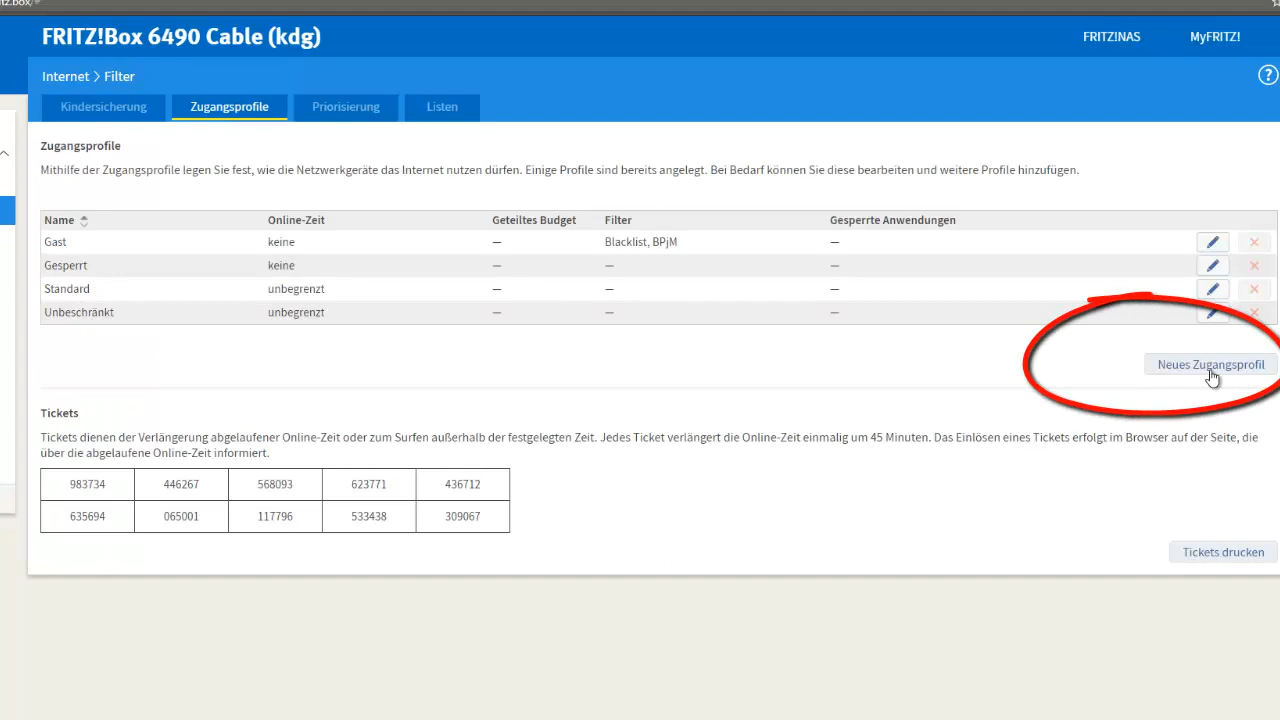 FRITZ!Box 6490 Cable (kdg)
FRITZ!NAS
MyFRITZ!
Internet > Filter
Kindersicherung
Zugangsprofile
Priorisierung
Listen
Zugangsprofile
Mithilfe der Zugangsprofile legen Sie fest, wie die Netzwerkgeräte das Internet nutzen dürfen. Einige Profile sind bereits angelegt. Bei Bedarf können Sie diese bearbeiten und weitere Profile hinzufügen.
Name Online-Zeit Geteiltes Budget Filter Gesperrte Anwendungen
Gast keine — Blacklist, BPjM —
Gesperrt keine — — —
Standard unbegrenzt — — —
Unbeschränkt unbegrenzt — — —
Neues Zugangsprofil
Tickets
Tickets dienen der Verlängerung abgelaufener Online-Zeit oder zum Surfen außerhalb der festgelegten Zeit. Jedes Ticket verlängert die Online-Zeit einmalig um 45 Minuten. Das Einlösen eines Tickets erfolgt im Browser auf der Seite, die
über die abgelaufene Online-Zeit informiert.
983734 446267 568093 623771 436712
635694 065001 117796 533438 309067
Tickets drucken